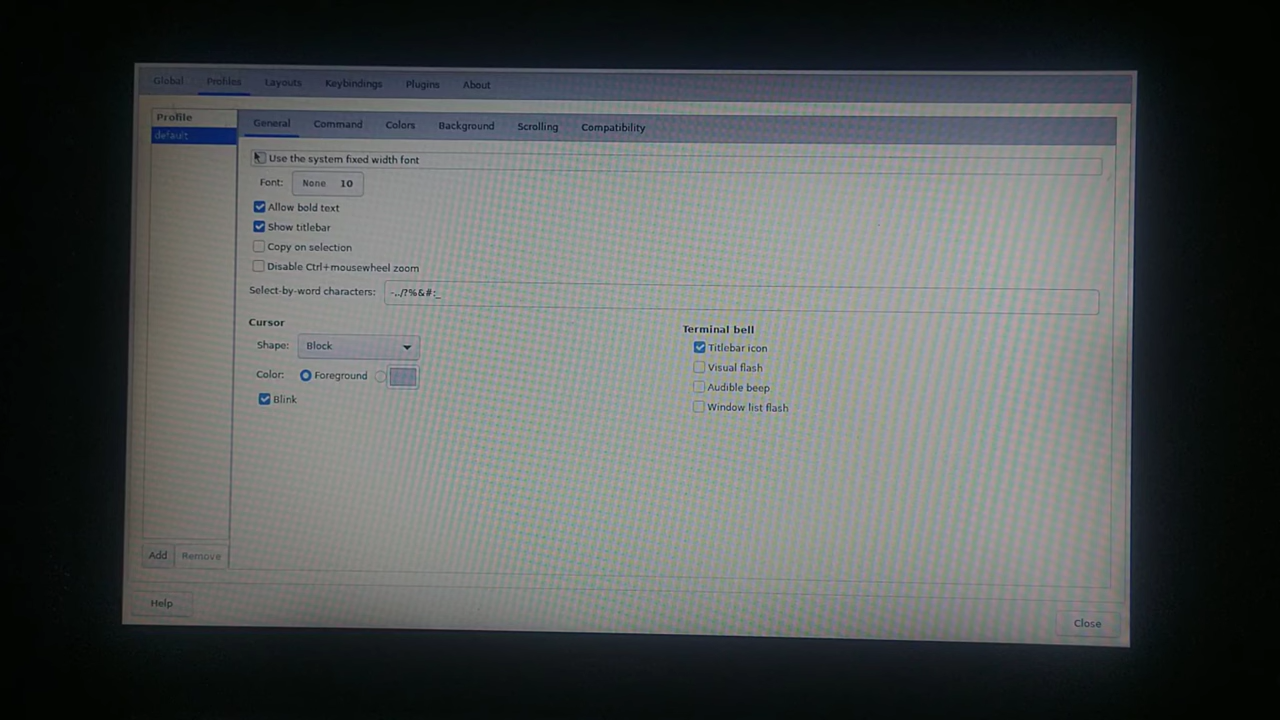 Global Profiles Layouts Keybindings Plugins About
Profile
default
General Command Colors Background Scrolling Compatibility
Use the system fixed width font
Font: None 10
Allow bold text
Show titlebar
Copy on selection
Disable Ctrl+mousewheel zoom
Select-by-word characters: -,./?%&#:_
Cursor
Shape: Block
Color: Foreground
Blink
Terminal bell
Titlebar icon
Visual flash
Audible beep
Window list flash
Add Remove
Help
Close